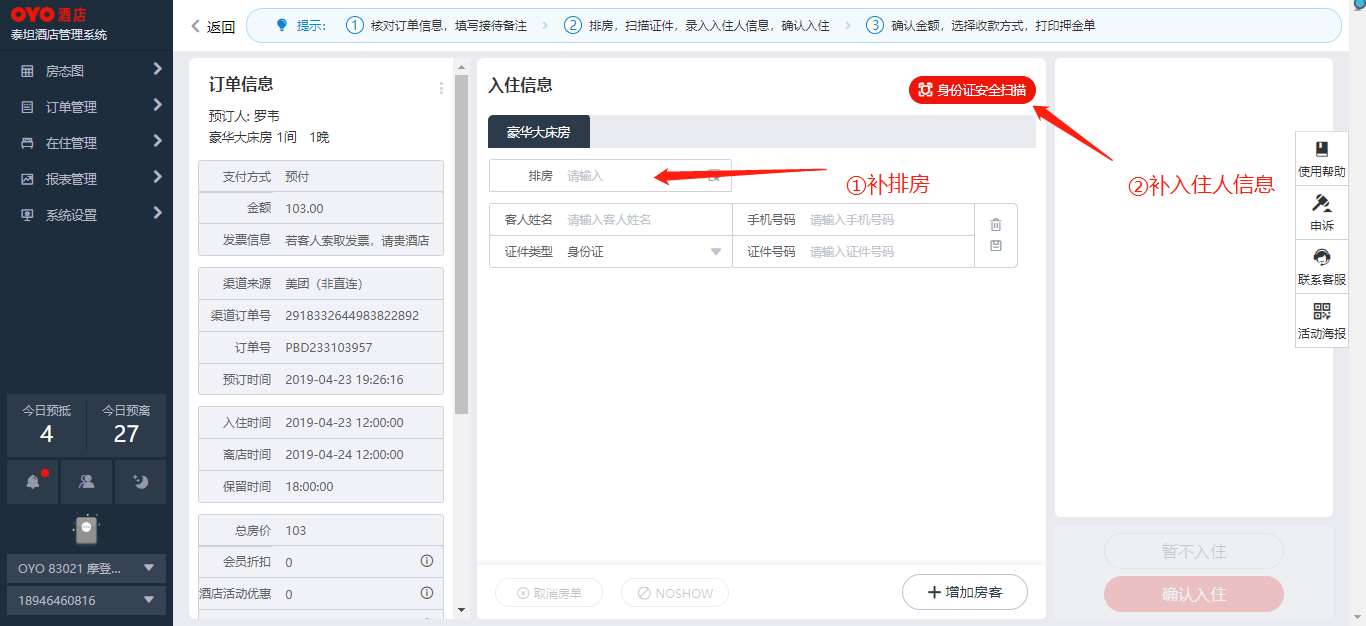 OYO 酒店
泰坦酒店管理系统
房态图
订单管理
在住管理
报表管理
系统设置
今日预抵
4
今日预离
27
OYO 83021 摩登...
18946460816
返回
提示: ① 核对订单信息，填写接待备注 ② 排房，扫描证件，录入入住人信息，确认入住 ③ 确认金额，选择收款方式，打印押金单
订单信息
预订人: 罗韦
豪华大床房 1间 1晚
支付方式 预付
金额 103.00
发票信息 若客人索取发票，请贵酒店
渠道来源 美团（非直连）
渠道订单号 2918332644983822892
订单号 PBD233103957
预订时间 2019-04-23 19:26:16
入住时间 2019-04-23 12:00:00
离店时间 2019-04-24 12:00:00
保留时间 18:00:00
总房价 103
会员折扣 0
酒店活动优惠 0
入住信息
身份证安全扫描
豪华大床房
排房 请输入
①补排房
②补入住人信息
客人姓名 请输入客人姓名 手机号码 请输入手机号码
证件类型 身份证 证件号码 请输入证件号码
取消房单
NOSHOW
增加房客
暂不入住
确认入住
使用帮助
申诉
联系客服
活动海报